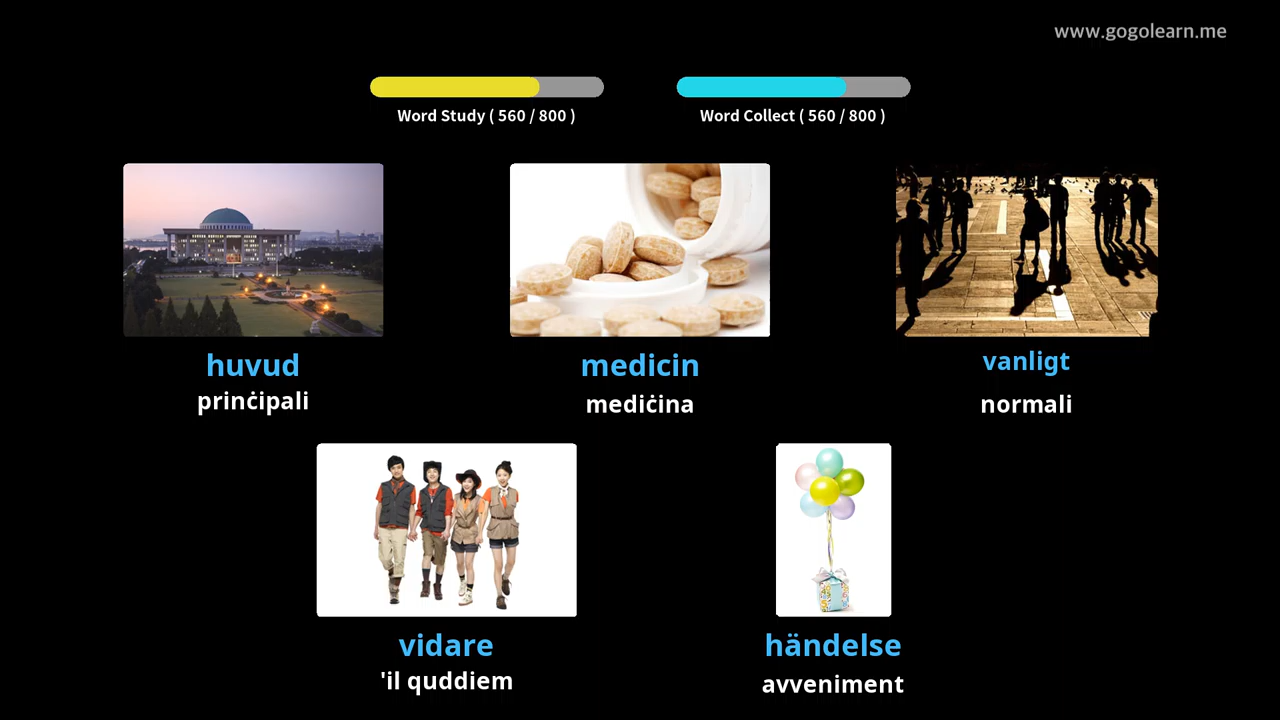 www.gogolearn.me
Word Study ( 560 / 800 )
Word Collect ( 560 / 800 )
huvud
prinċipali
medicin
mediċina
vanligt
normali
vidare
'il quddiem
händelse
avveniment